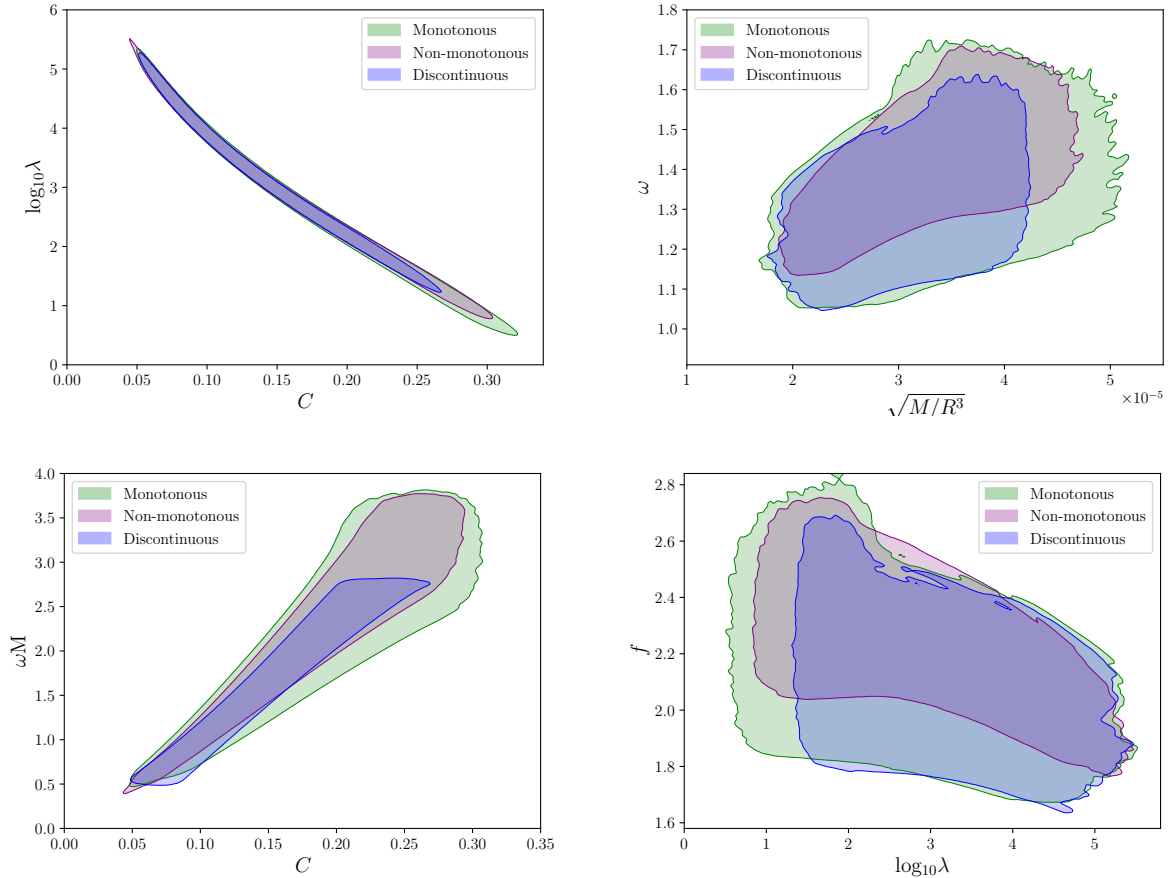 6
5
4
3
2
1
0
log₁₀λ
0.00 0.05 0.10 0.15 0.20 0.25 0.30
C
Monotonous
Non-monotonous
Discontinuous
1.8
1.7
1.6
1.5
1.4
1.3
1.2
1.1
1.0
ω
1 2 3 4 5
×10⁻⁵
√M/R³
Monotonous
Non-monotonous
Discontinuous
4.0
3.5
3.0
2.5
2.0
1.5
1.0
0.5
0.0
ωM
0.00 0.05 0.10 0.15 0.20 0.25 0.30 0.35
C
Monotonous
Non-monotonous
Discontinuous
2.8
2.6
2.4
2.2
2.0
1.8
1.6
f
0 1 2 3 4 5
log₁₀λ
Monotonous
Non-monotonous
Discontinuous